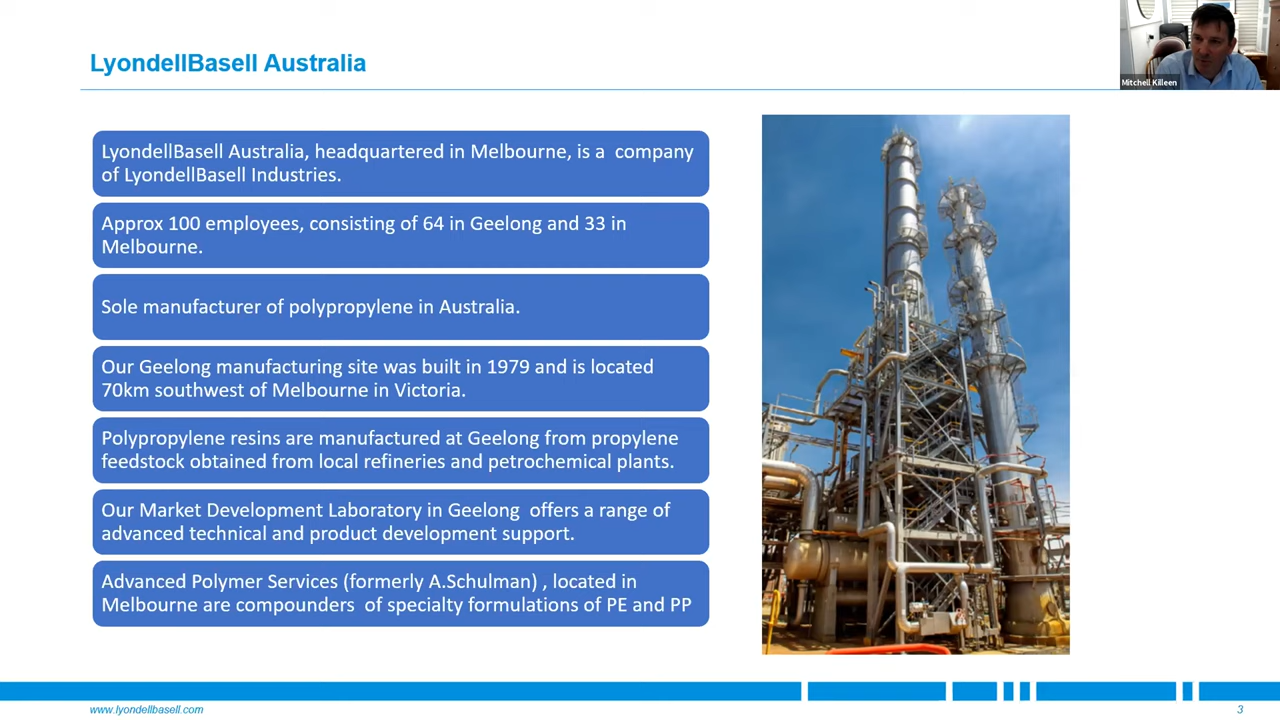 LyondellBasell Australia
Mitchell Killeen
LyondellBasell Australia, headquartered in Melbourne, is a  company
of LyondellBasell Industries.
Approx 100 employees, consisting of 64 in Geelong and 33 in
Melbourne.
Sole manufacturer of polypropylene in Australia.
Our Geelong manufacturing site was built in 1979 and is located
70km southwest of Melbourne in Victoria.
Polypropylene resins are manufactured at Geelong from propylene
feedstock obtained from local refineries and petrochemical plants.
Our Market Development Laboratory in Geelong  offers a range of
advanced technical and product development support.
Advanced Polymer Services (formerly A.Schulman) , located in
Melbourne are compounders  of specialty formulations of PE and PP
www.lyondellbasell.com
3